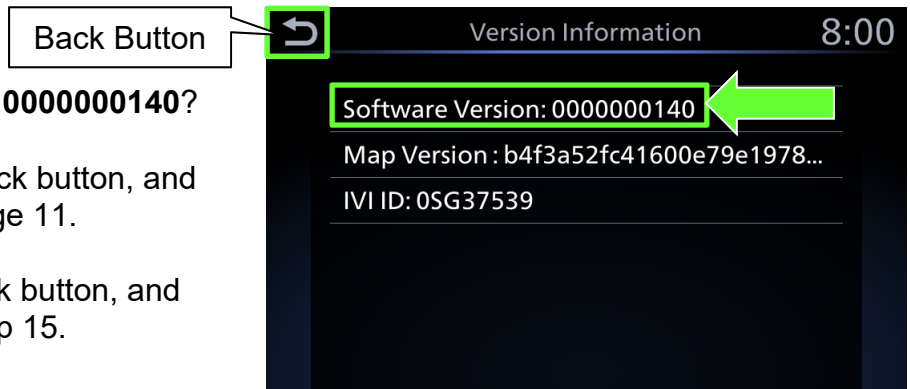 Back Button
0000000140?
ck button, and
ge 11.
k button, and
p 15.
Version Information 8:00
Software Version: 0000000140
Map Version : b4f3a52fc41600e79e1978...
IVI ID: 0SG37539